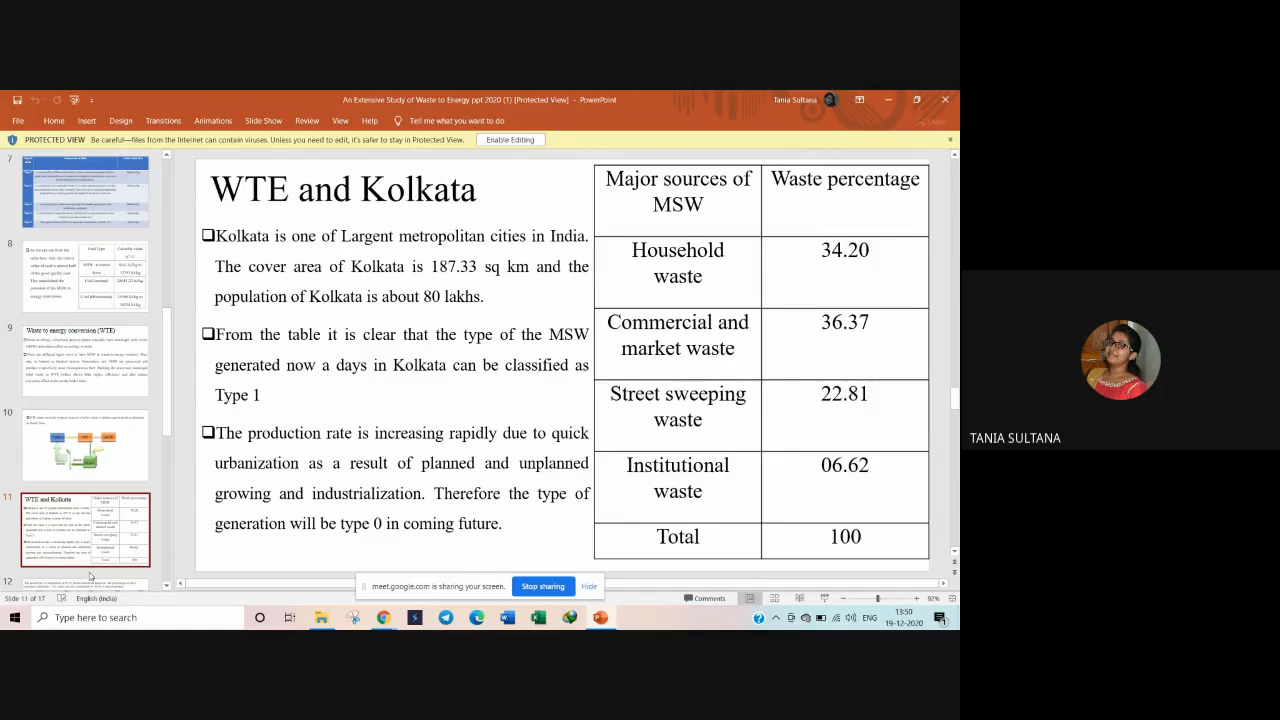 An Extensive Study of Waste to Energy ppt 2020 (1) [Protected View] - PowerPoint
Tania Sultana
File Home Insert Design Transitions Animations Slide Show Review View Help Tell me what you want to do Share
PROTECTED VIEW Be careful—files from the Internet can contain viruses. Unless you need to edit, it's safer to stay in Protected View. Enable Editing
7
8
9
Waste to energy conversion (WTE)
10
11
WTE and Kolkata
12
WTE and Kolkata
Kolkata is one of Largent metropolitan cities in India.
The cover area of Kolkata is 187.33 sq km and the
population of Kolkata is about 80 lakhs.
From the table it is clear that the type of the MSW
generated now a days in Kolkata can be classified as
Type 1
The production rate is increasing rapidly due to quick
urbanization as a result of planned and unplanned
growing and industrialization. Therefore the type of
generation will be type 0 in coming future.
Major sources of MSW Waste percentage
Household waste 34.20
Commercial and market waste 36.37
Street sweeping waste 22.81
Institutional waste 06.62
Total 100
meet.google.com is sharing your screen. Stop sharing Hide
Slide 11 of 17 English (India) Comments 92%
Type here to search
ENG
13:50
19-12-2020
TANIA SULTANA